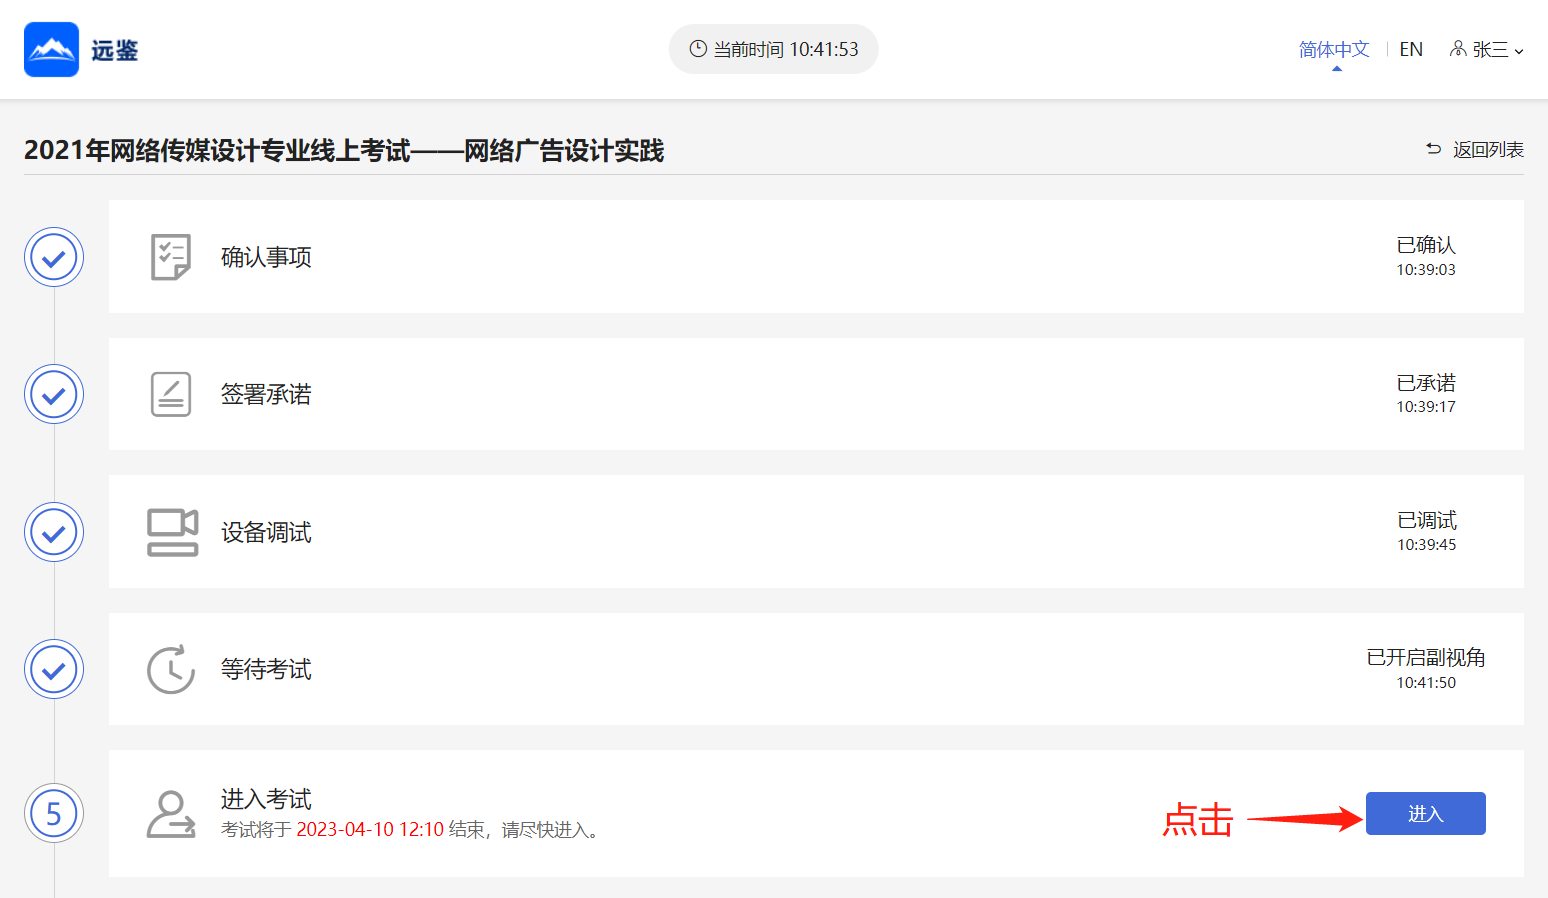 远鉴
当前时间 10:41:53
简体中文 EN 张三
2021年网络传媒设计专业线上考试——网络广告设计实践
返回列表
确认事项
已确认
10:39:03
签署承诺
已承诺
10:39:17
设备调试
已调试
10:39:45
等待考试
已开启副视角
10:41:50
5
进入考试
考试将于 2023-04-10 12:10 结束，请尽快进入。
点击
进入